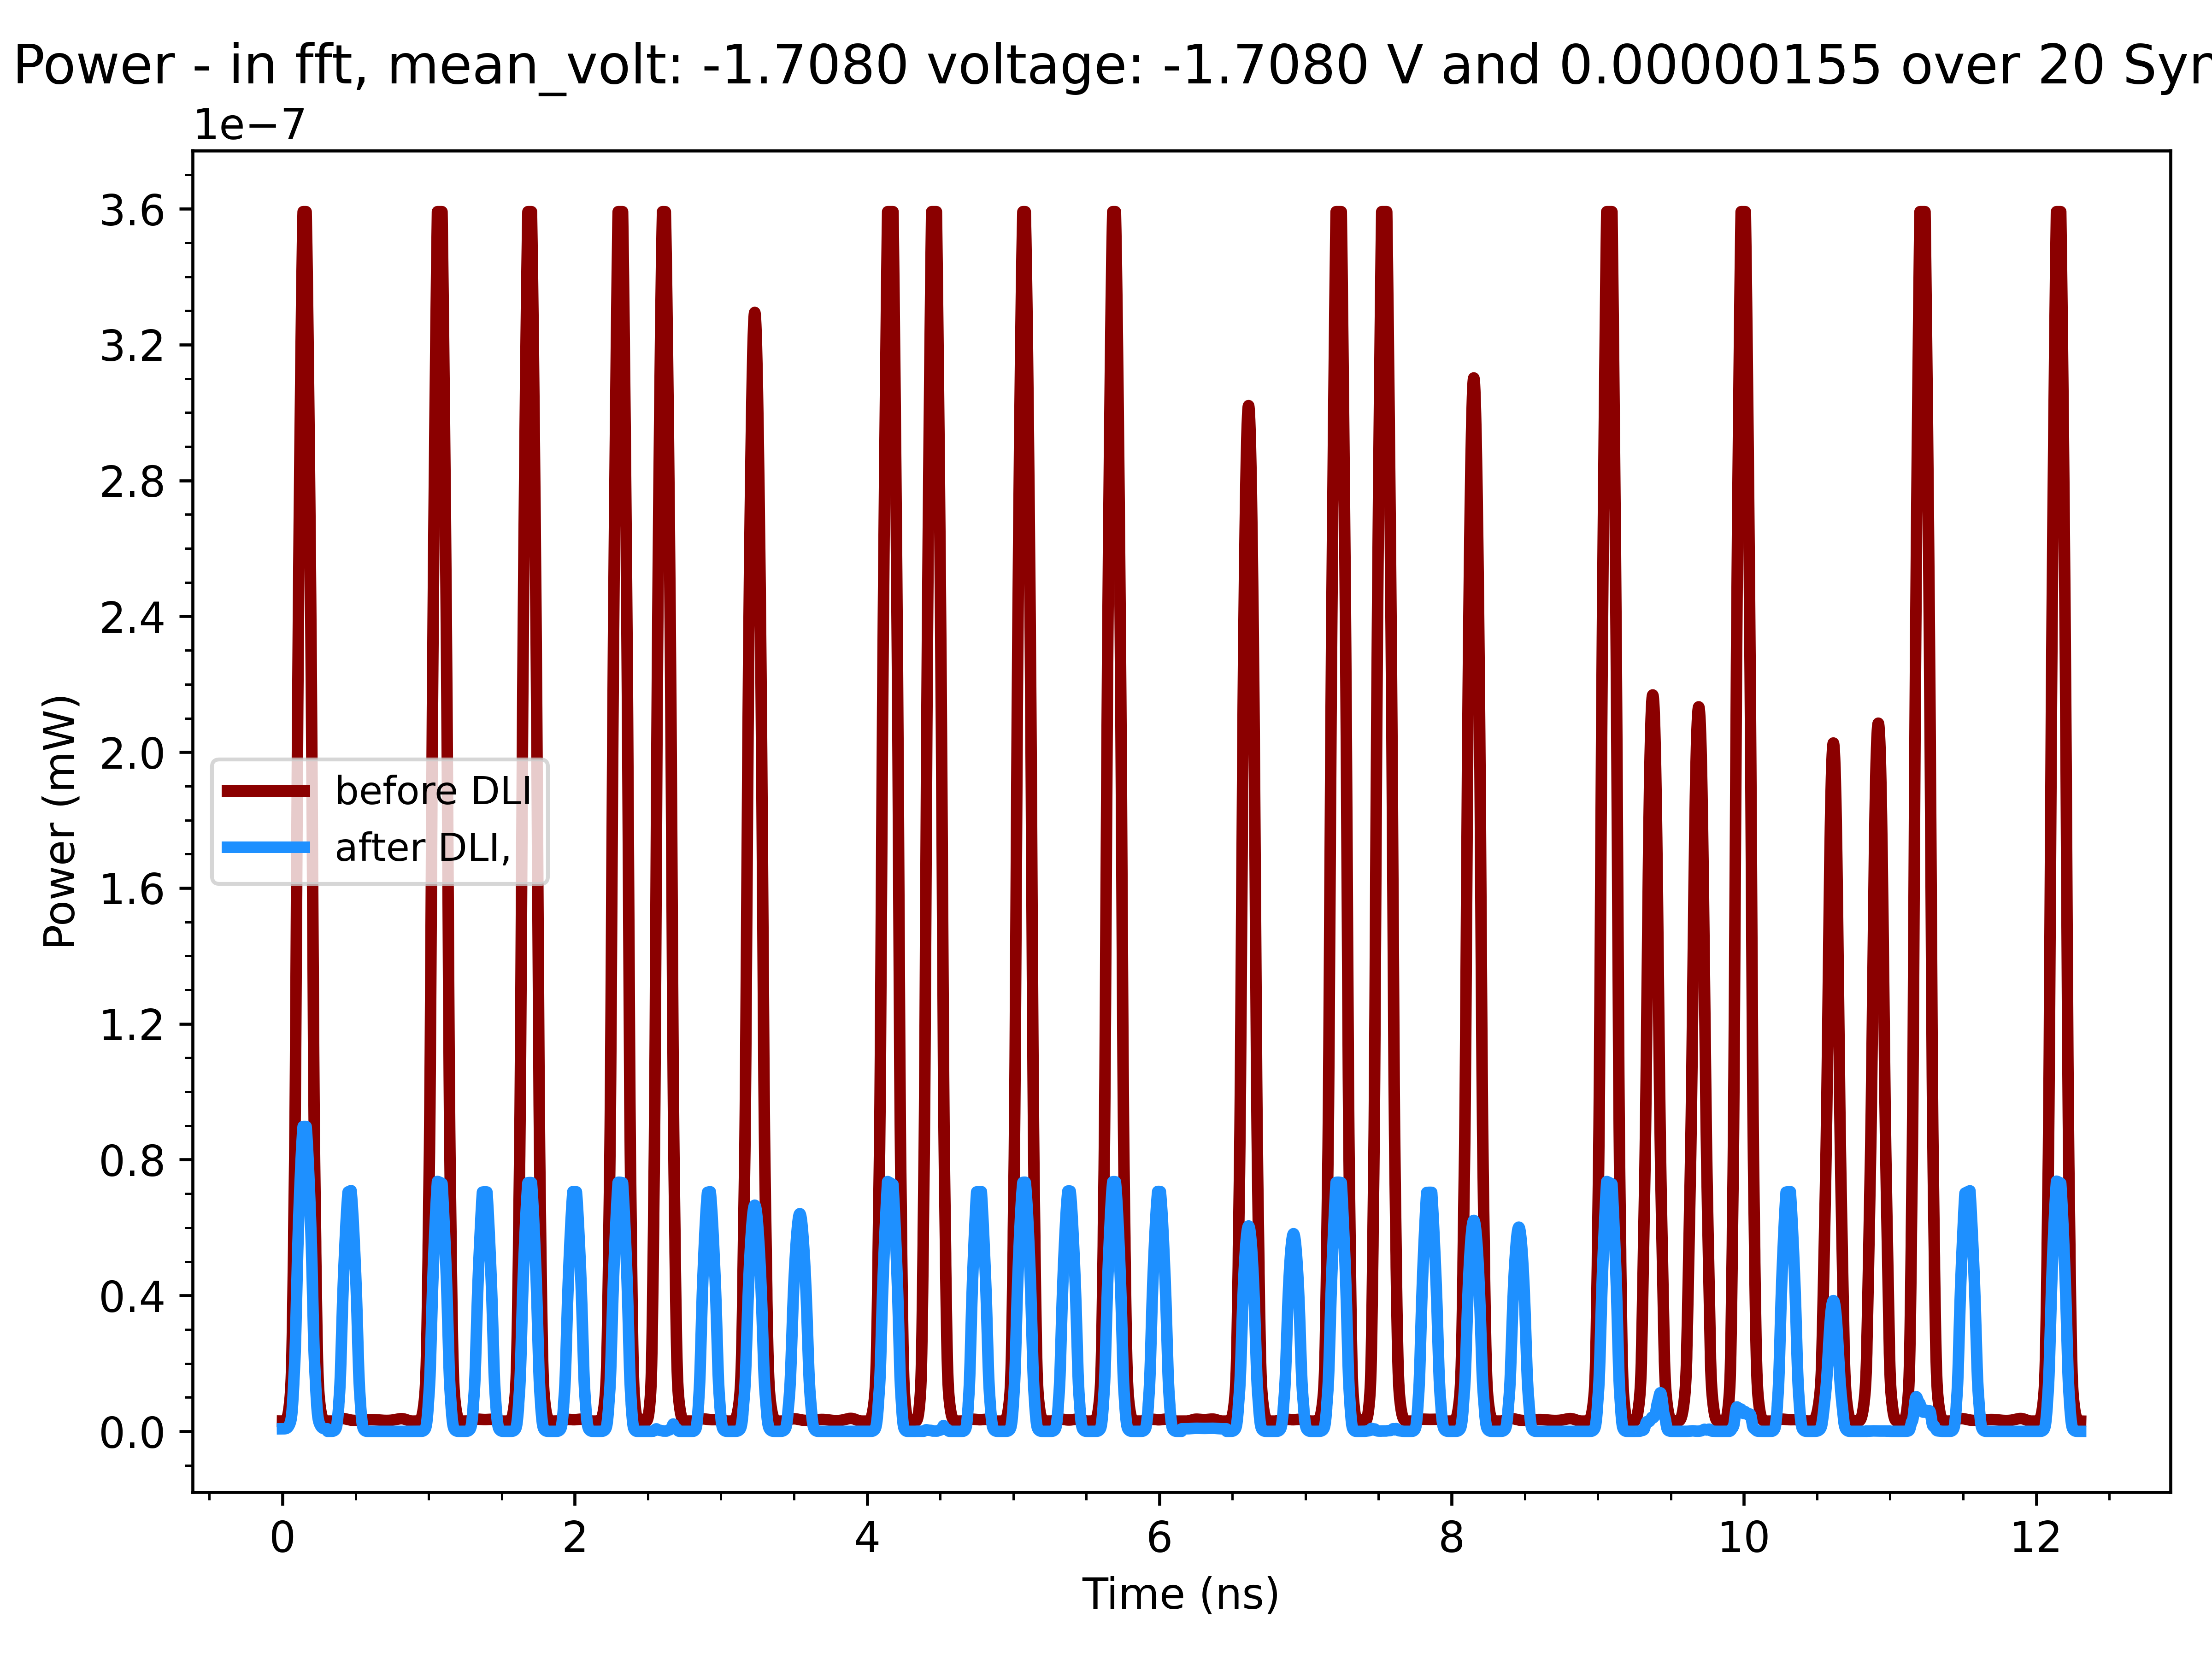 Power - in fft, mean_volt: -1.7080 voltage: -1.7080 V and 0.00000155 over 20
1e−7
3.6
3.2
2.8
2.4
2.0
1.6
1.2
0.8
0.4
0.0
Power (mW)
before DLI
after DLI,
0 2 4 6 8 10 12
Time (ns)